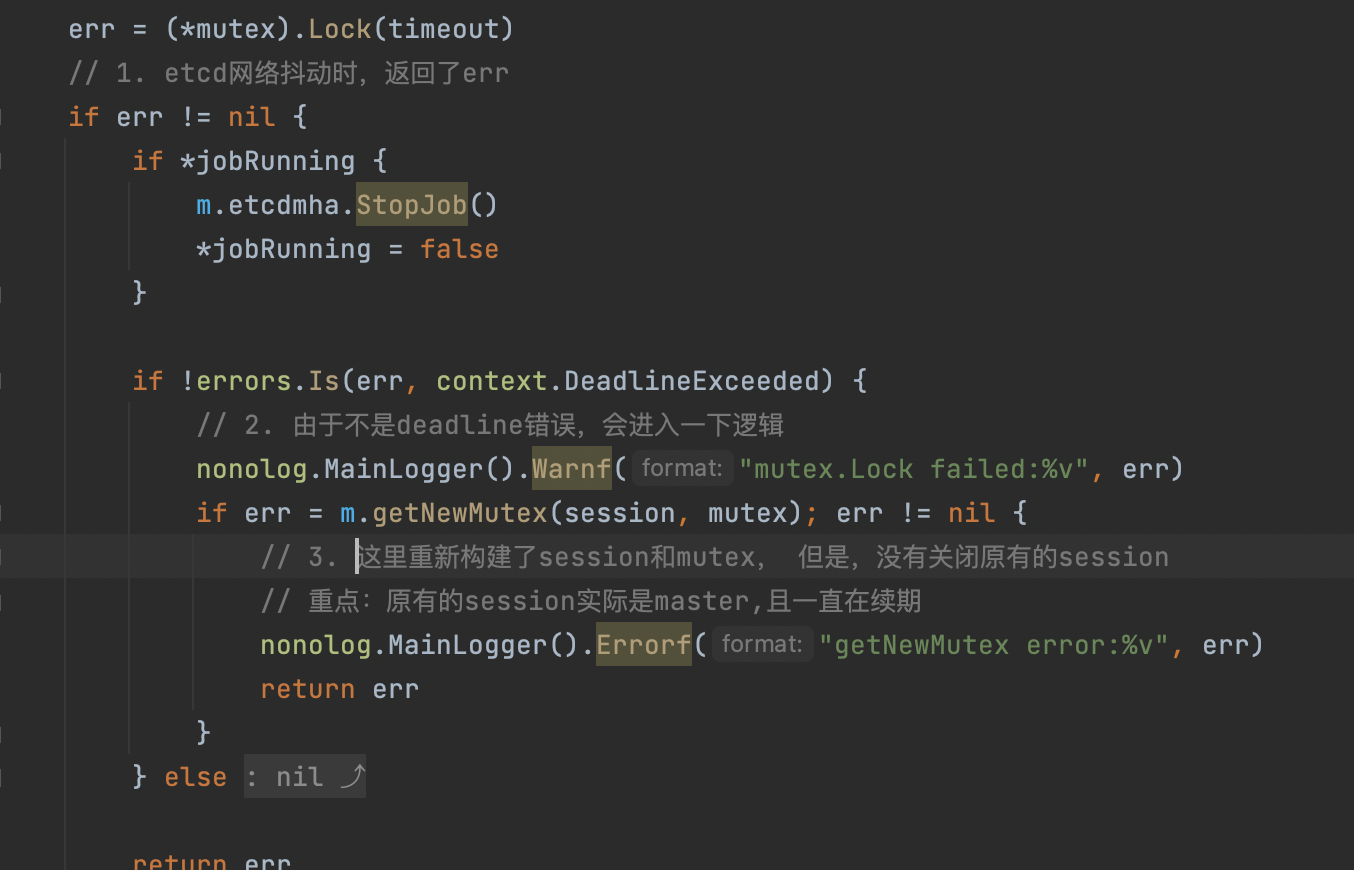 err = (*mutex).Lock(timeout)
// 1. etcd网络抖动时，返回了err
if err != nil {
if *jobRunning {
m.etcdmha.StopJob()
*jobRunning = false
}
if !errors.Is(err, context.DeadlineExceeded) {
// 2. 由于不是deadline错误，会进入一下逻辑
nonolog.MainLogger().Warnf( format: "mutex.Lock failed:%v", err)
if err = m.getNewMutex(session, mutex); err != nil {
// 3. 这里重新构建了session和mutex， 但是，没有关闭原有的session
// 重点：原有的session实际是master,且一直在续期
nonolog.MainLogger().Errorf( format: "getNewMutex error:%v", err)
return err
}
} else : nil ⤴
return err